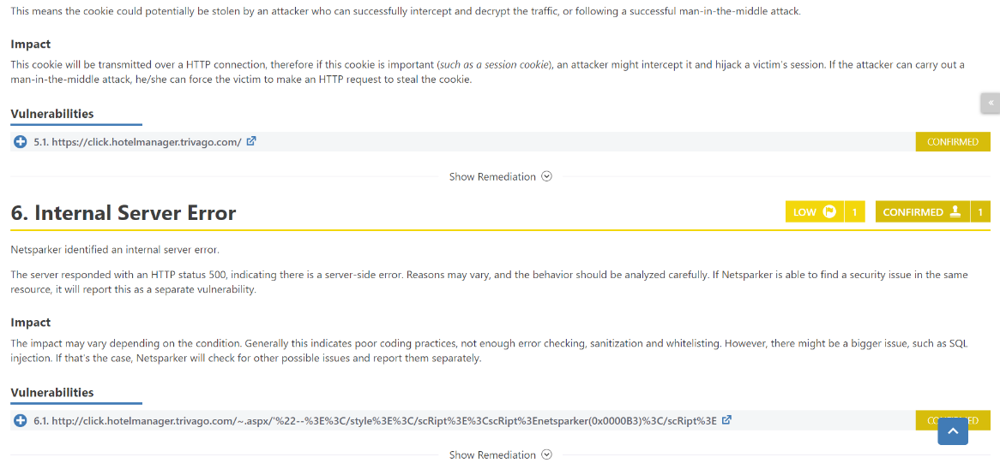 This means the cookie could potentially be stolen by an attacker who can successfully intercept and decrypt the traffic, or following a successful man-in-the-middle attack.
Impact
This cookie will be transmitted over a HTTP connection, therefore if this cookie is important (such as a session cookie), an attacker might intercept it and hijack a victim's session. If the attacker can carry out a
man-in-the-middle attack, he/she can force the victim to make an HTTP request to steal the cookie.
Vulnerabilities
5.1. https://click.hotelmanager.trivago.com/ CONFIRMED
Show Remediation
6. Internal Server Error LOW 1 CONFIRMED 1
Netsparker identified an internal server error.
The server responded with an HTTP status 500, indicating there is a server-side error. Reasons may vary, and the behavior should be analyzed carefully. If Netsparker is able to find a security issue in the same
resource, it will report this as a separate vulnerability.
Impact
The impact may vary depending on the condition. Generally this indicates poor coding practices, not enough error checking, sanitization and whitelisting. However, there might be a bigger issue, such as SQL
injection. If that's the case, Netsparker will check for other possible issues and report them separately.
Vulnerabilities
6.1. http://click.hotelmanager.trivago.com/~.aspx/'%22--%3E%3C/style%3E%3C/scRipt%3E%3CscRipt%3Enetsparker(0x0000B3)%3C/scRipt%3E
Show Remediation